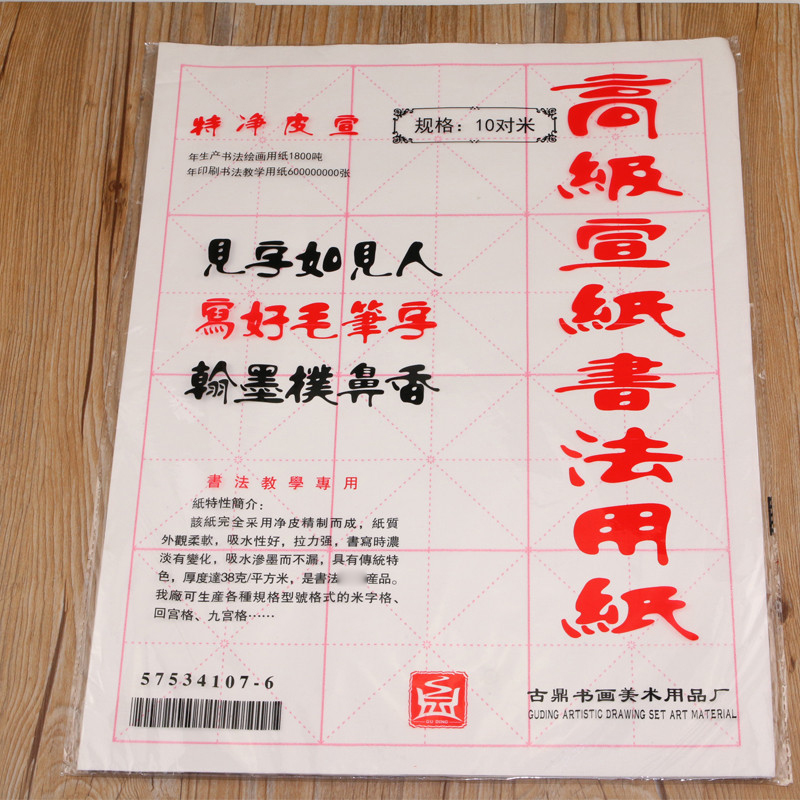 高級宣紙書法用紙
特净皮宣
规格：10对米
年生产书法绘画用纸1800吨
年印刷书法教学用纸600000000张
見字如見人
寫好毛筆字
翰墨樸鼻香
書法教學專用
紙特性簡介：
該紙完全采用净皮精制而成，紙質
外觀柔軟，吸水性好，拉力强，書寫時濃
淡有變化，吸水滲墨而不漏，具有傳統特
色，厚度達38克/平方米，是書法産品。
我廠可生産各種規格型號格式的米字格、
回宫格、九宫格……
57534107-6
GU DING
古鼎书画美术用品厂
GUDING ARTISTIC DRAWING SET ART MATERIAL